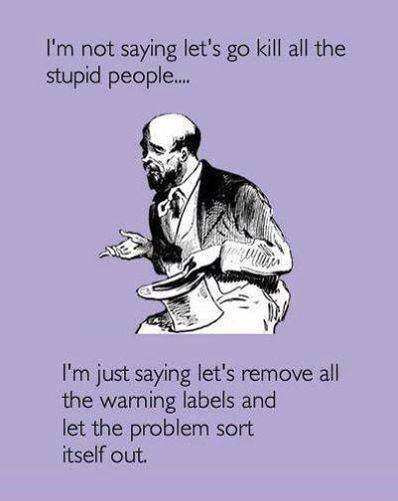 I'm not saying let's go kill all the
stupid people....
I'm just saying let's remove all
the warning labels and
let the problem sort
itself out.